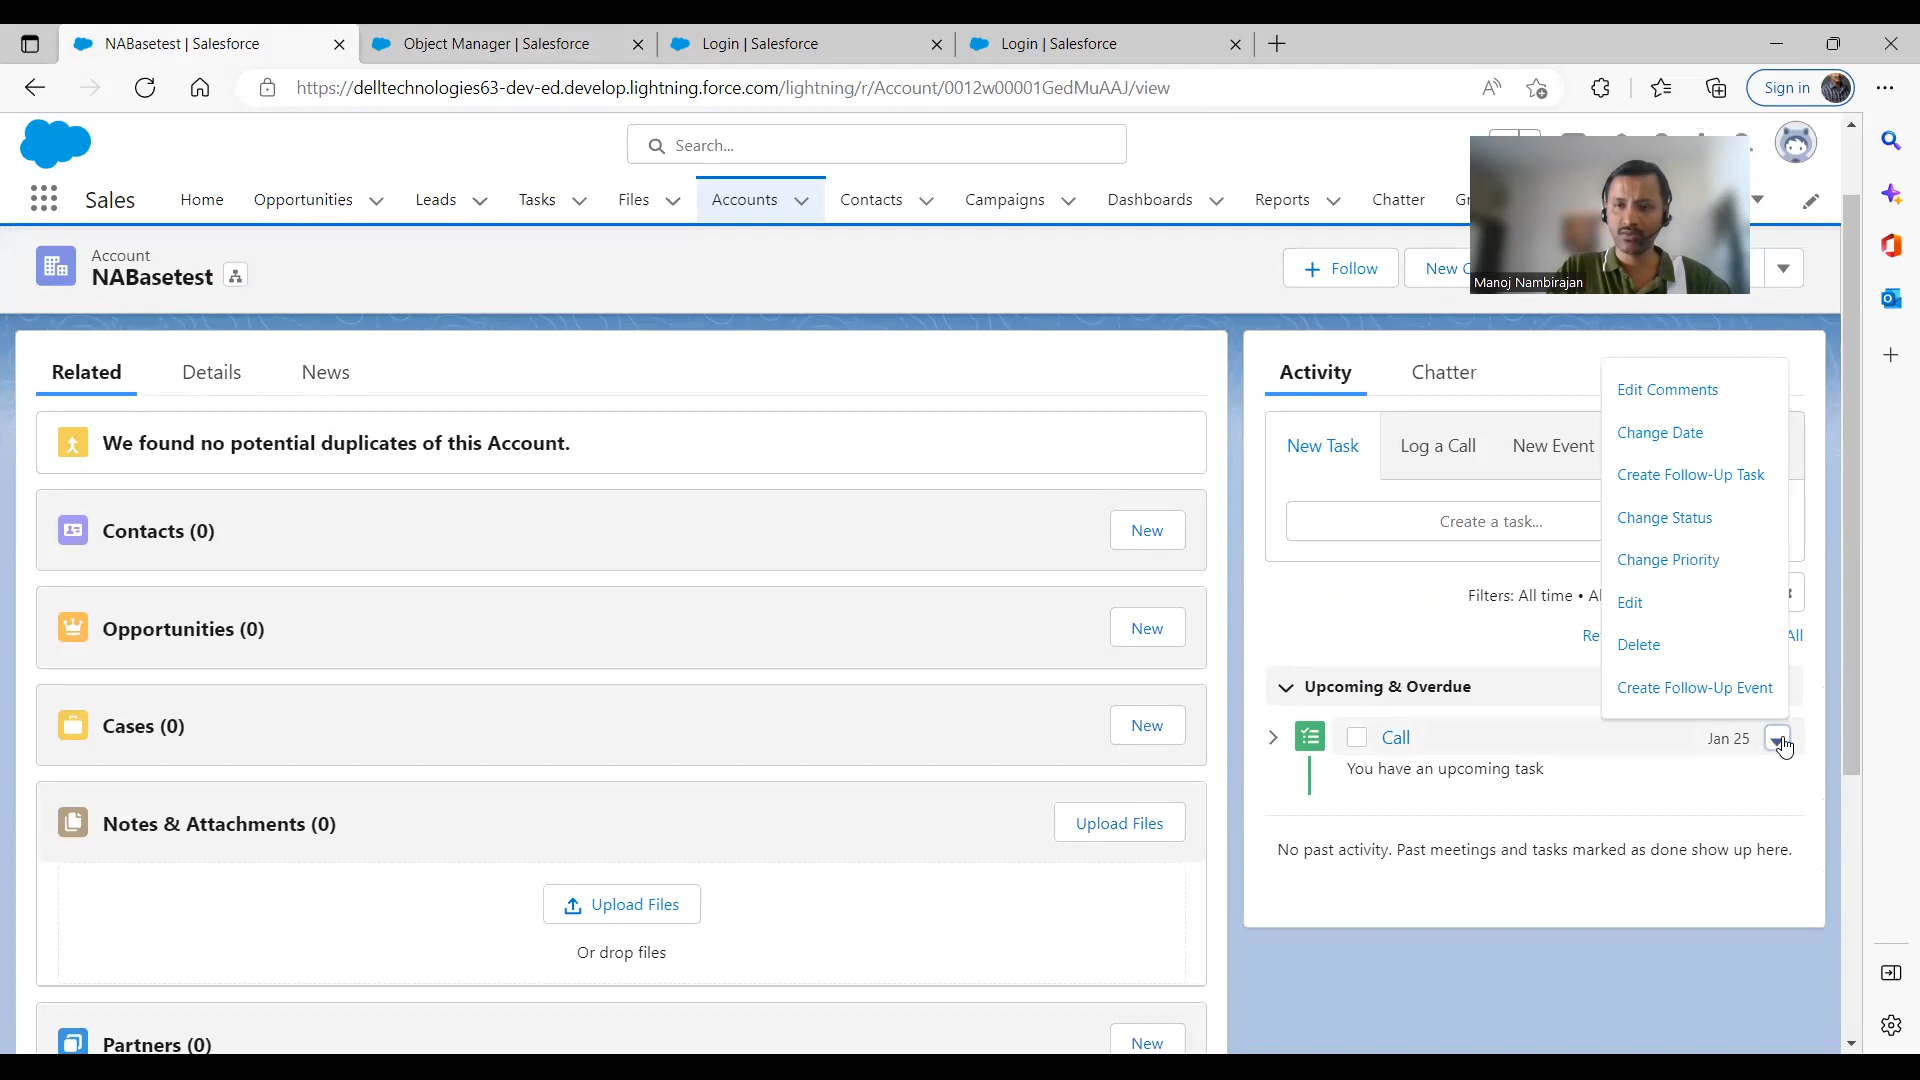 NABasetest | Salesforce
Object Manager | Salesforce
Login | Salesforce
Login | Salesforce
https://delltechnologies63-dev-ed.develop.lightning.force.com/lightning/r/Account/0012w00001GedMuAAJ/view
Sign in
Search...
Sales
Home
Opportunities
Leads
Tasks
Files
Accounts
Contacts
Campaigns
Dashboards
Reports
Chatter
Account
NABasetest
Follow
New
Manoj Nambirajan
Related
Details
News
We found no potential duplicates of this Account.
Contacts (0)
New
Opportunities (0)
New
Cases (0)
New
Notes & Attachments (0)
Upload Files
Upload Files
Or drop files
Partners (0)
New
Activity
Chatter
New Task
Log a Call
New Event
Create a task...
Filters: All time •
All
Upcoming & Overdue
Call
Jan 25
You have an upcoming task
No past activity. Past meetings and tasks marked as done show up here.
Edit Comments
Change Date
Create Follow-Up Task
Change Status
Change Priority
Edit
Delete
Create Follow-Up Event